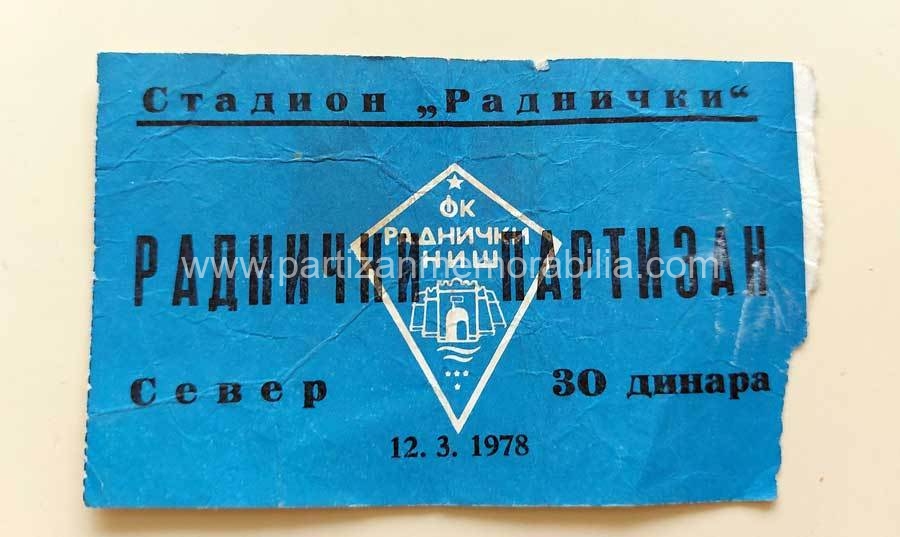 Стадион „Раднички“
ФК
РАДНИЧКИ
НИШ
РАДНИЧКИ ПАРТИЗАН
www.partizanmemorabilia.com
Север 30 динара
12. 3. 1978